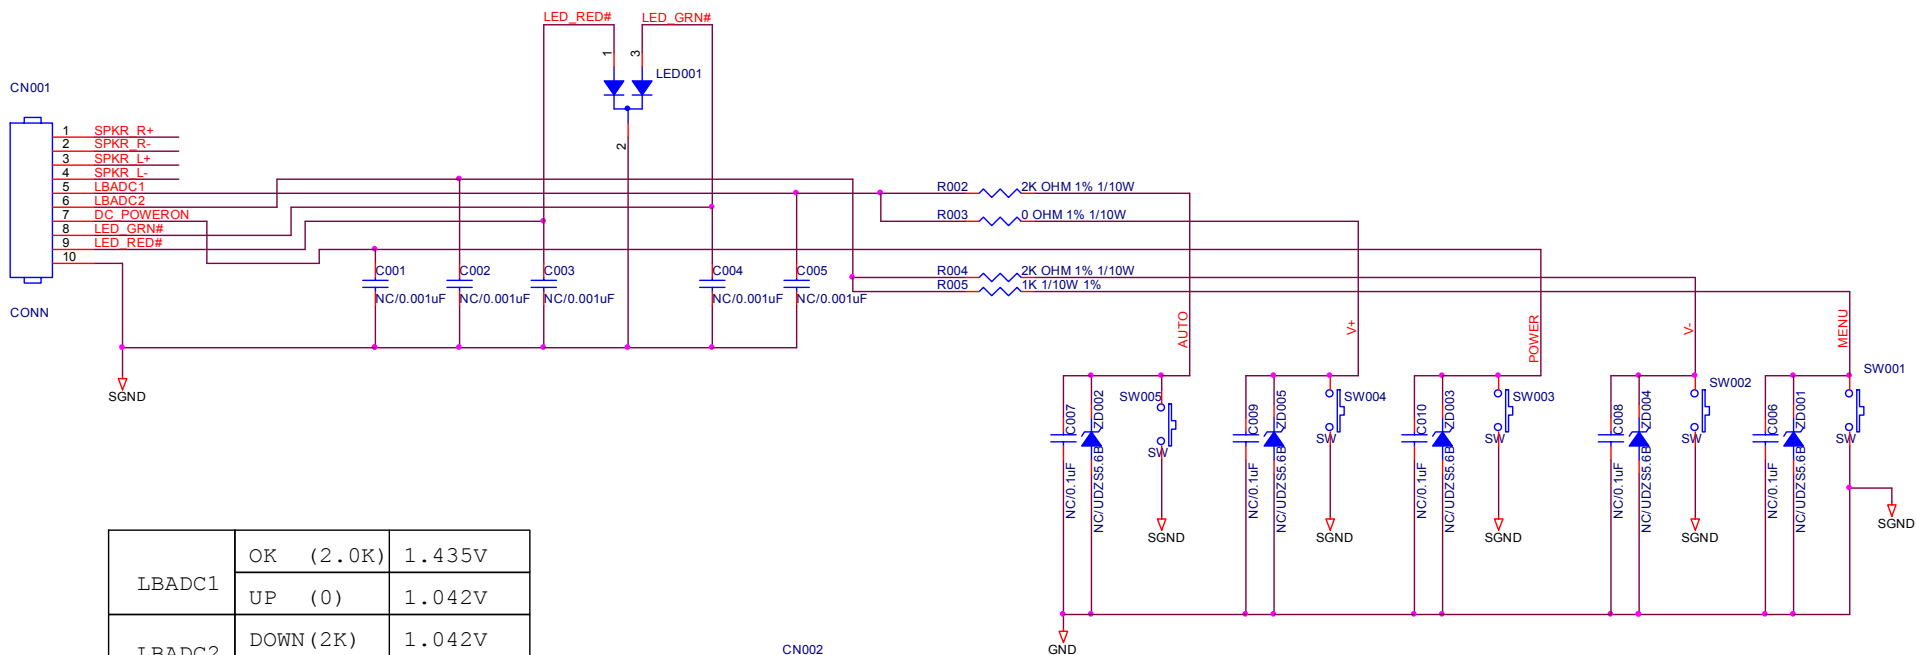 LED_RED#
LED_GRN#
1
3
LED001
2
CN001
1 SPKR_R+
2 SPKR_R-
3 SPKR_L+
4 SPKR_L-
5 LBADC1
6 LBADC2
7 DC_POWERON
8 LED_GRN#
9 LED_RED#
10
CONN
SGND
C001
NC/0.001uF
C002
NC/0.001uF
C003
NC/0.001uF
C004
NC/0.001uF
C005
NC/0.001uF
R002 2K OHM 1% 1/10W
R003 0 OHM 1% 1/10W
R004 2K OHM 1% 1/10W
R005 1K 1/10W 1%
AUTO
V+
POWER
V-
MENU
C007
NC/0.1uF
ZD002
NC/UDZS5.6B
SW005
SW
SGND
C009
NC/0.1uF
ZD005
NC/UDZS5.6B
SW004
SW
SGND
C010
NC/0.1uF
ZD003
NC/UDZS5.6B
SW003
SW
SGND
C008
NC/0.1uF
ZD004
NC/UDZS5.6B
SW002
SW
SGND
C006
NC/0.1uF
ZD001
NC/UDZS5.6B
SW001
SW
SGND
GND
LBADC1
OK (2.0K) 1.435V
UP (0) 1.042V
LBADC2
DOWN(2K) 1.042V
CN002